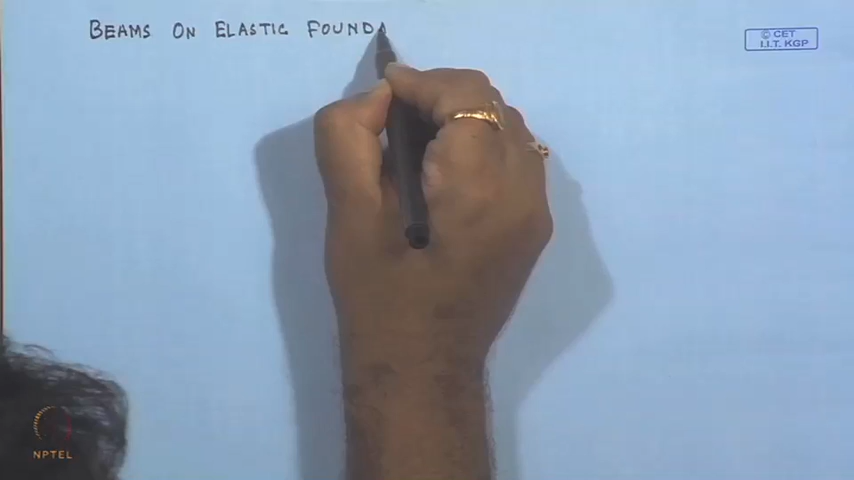 BEAMS ON ELASTIC FOUNDA
© CET
I.I.T. KGP
NPTEL